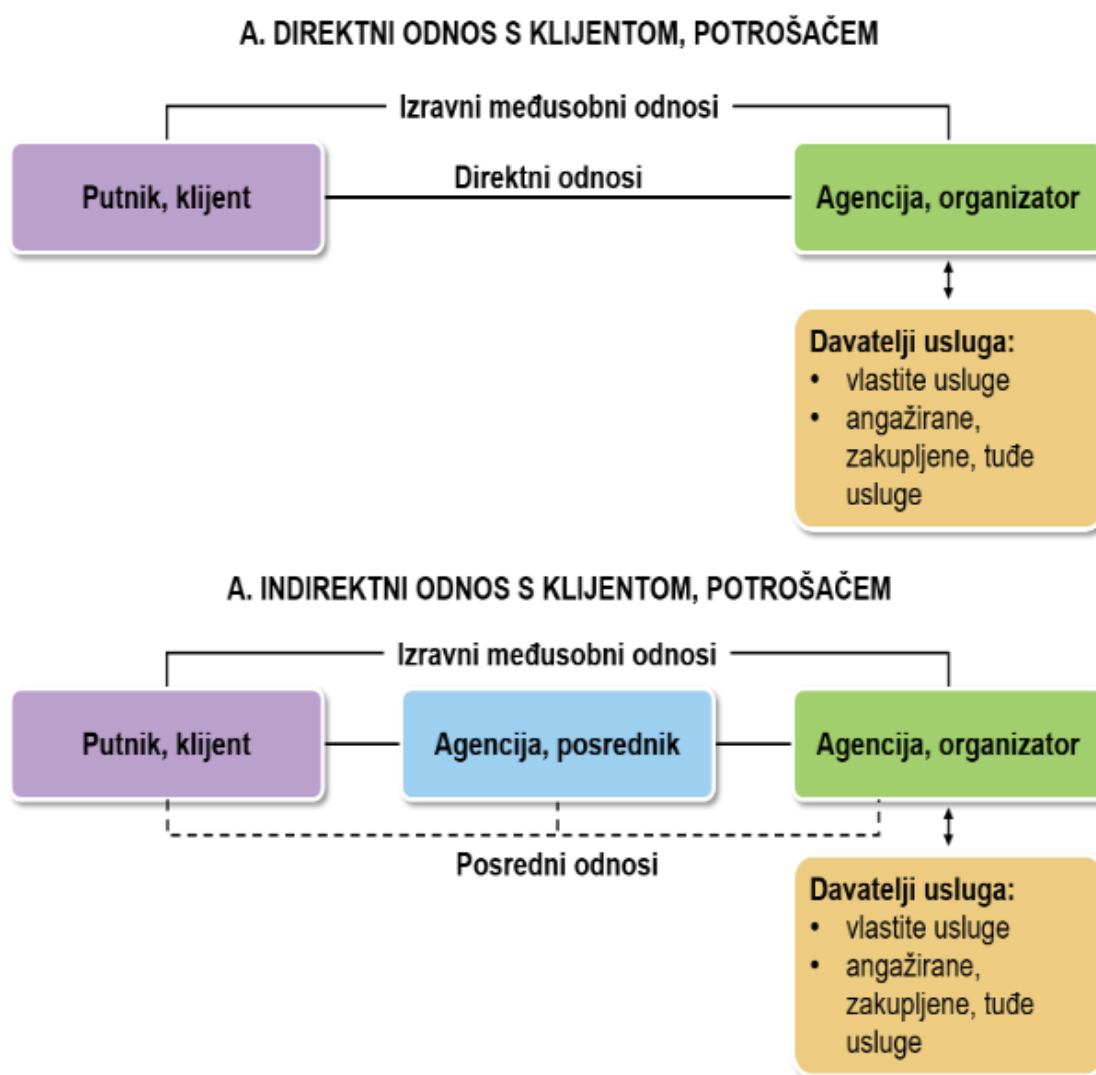 A. DIREKTNI ODNOS S KLIJENTOM, POTROŠAČEM
Izravni međusobni odnosi
Putnik, klijent
Direktni odnosi
Agencija, organizator
Davatelji usluga:
• vlastite usluge
• angažirane,
zakupljene, tuđe
usluge
A. INDIREKTNI ODNOS S KLIJENTOM, POTROŠAČEM
Izravni međusobni odnosi
Putnik, klijent
Agencija, posrednik
Agencija, organizator
Posredni odnosi
Davatelji usluga:
• vlastite usluge
• angažirane,
zakupljene, tuđe
usluge